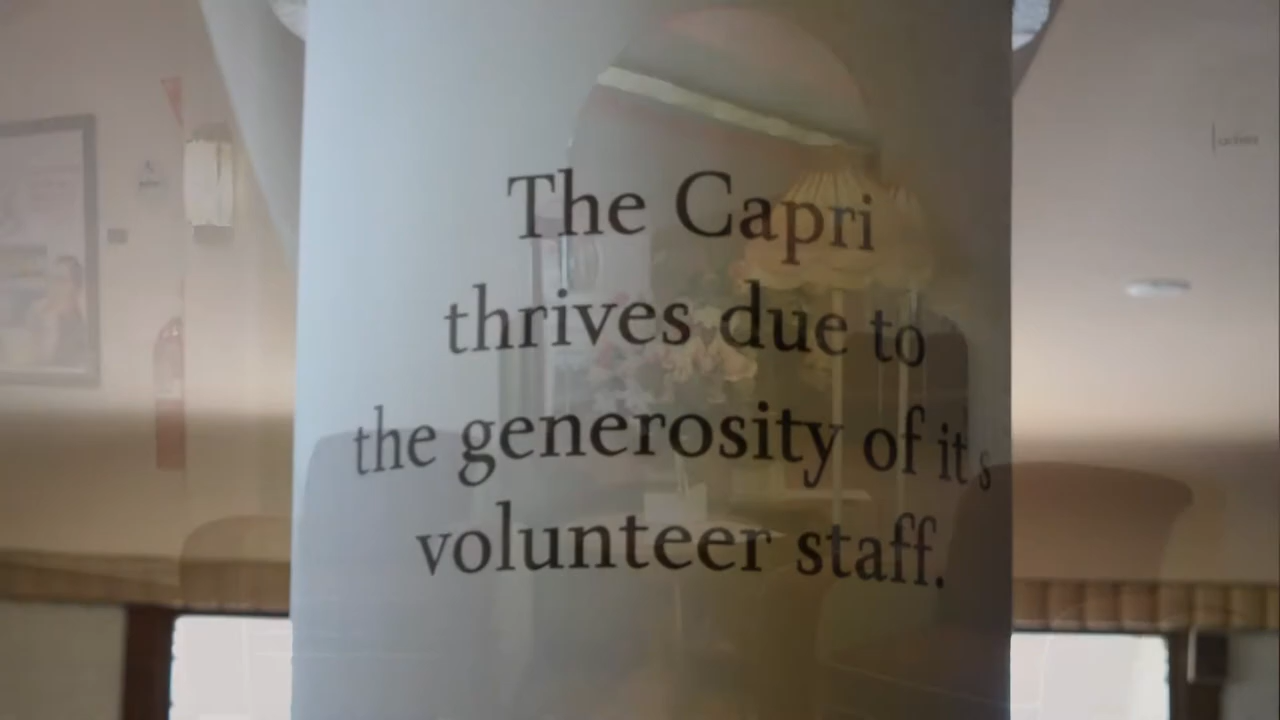 The Capri
thrives due to
the generosity of it's
volunteer staff.